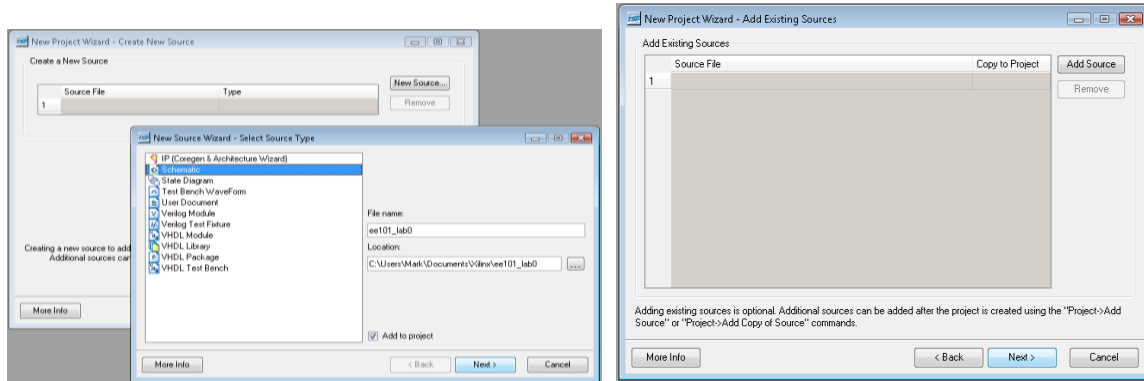 New Project Wizard - Create New Source
Create a New Source
Source File Type
1
New Source...
Remove
Creating a new source to add
Additional sources can
More Info
New Source Wizard - Select Source Type
IP (Coregen & Architecture Wizard)
Schematic
State Diagram
Test Bench WaveForm
User Document
Verilog Module
Verilog Test Fixture
VHDL Module
VHDL Library
VHDL Package
VHDL Test Bench
File name:
ee101_lab0
Location:
C:\Users\Mark\Documents\Xilinx\ee101_lab0
...
Add to project
More Info < Back Next > Cancel
New Project Wizard - Add Existing Sources
Add Existing Sources
Source File Copy to Project
1
Add Source
Remove
Adding existing sources is optional. Additional sources can be added after the project is created using the "Project->Add
Source" or "Project->Add Copy of Source" commands.
More Info < Back Next > Cancel